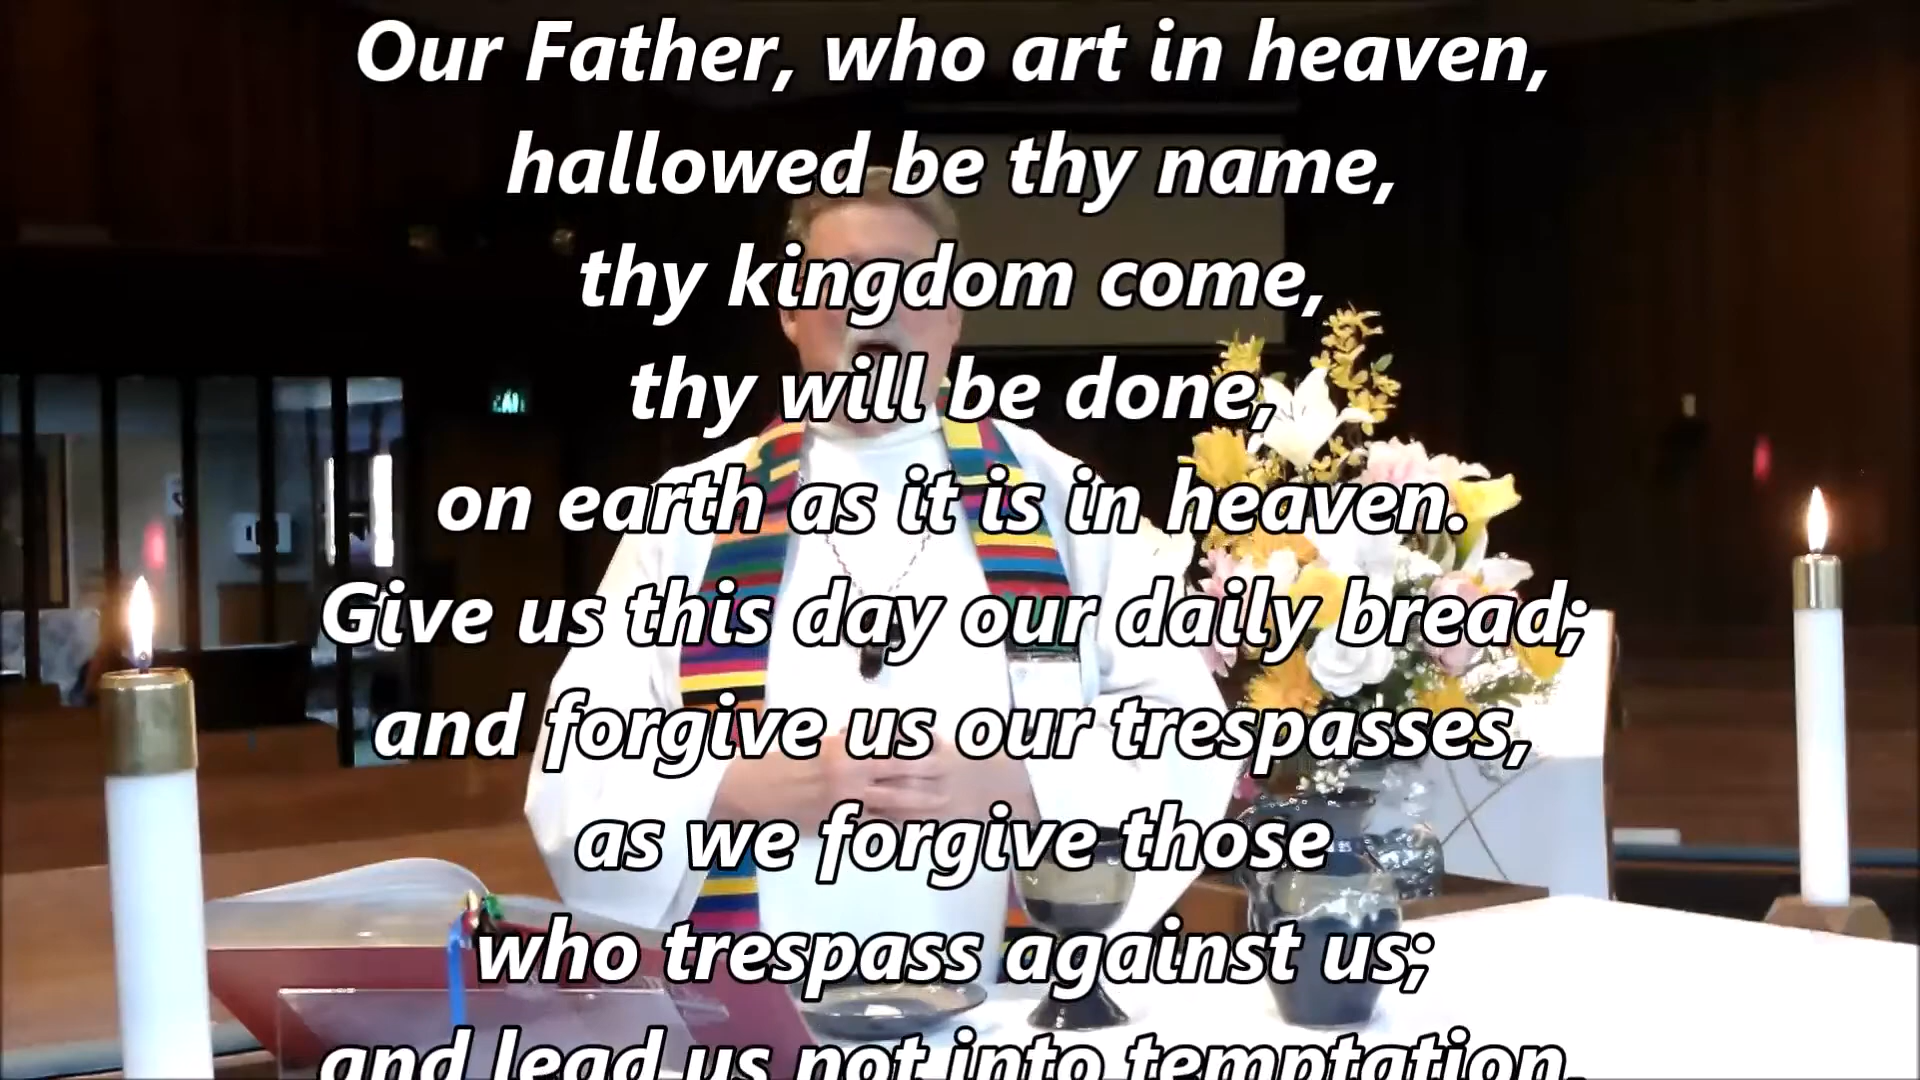 Our Father, who art in heaven,
hallowed be thy name,
thy kingdom come,
thy will be done,
on earth as it is in heaven.
Give us this day our daily bread;
and forgive us our trespasses,
as we forgive those
who trespass against us;
and lead us not into temptation,
EXIT